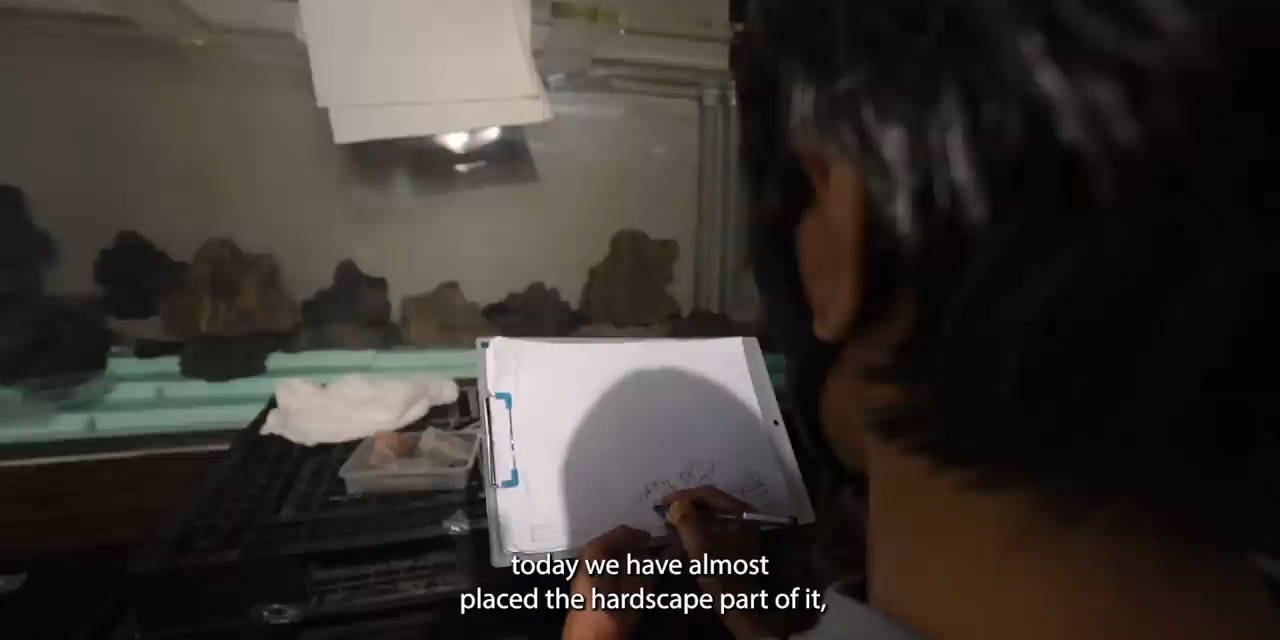 today we have almost
placed the hardscape part of it,